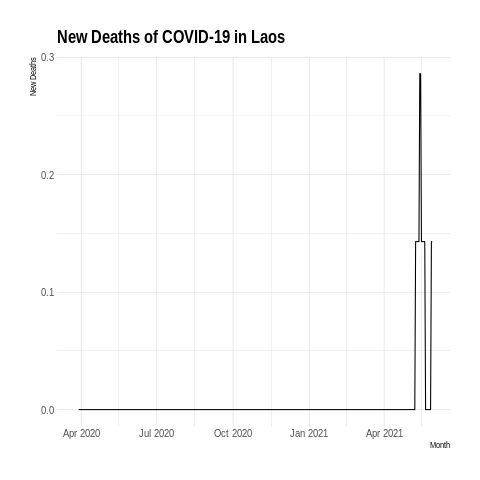 New Deaths of COVID-19 in Laos
New Deaths
0.3
0.2
0.1
0.0
Apr 2020 Jul 2020 Oct 2020 Jan 2021 Apr 2021
Month